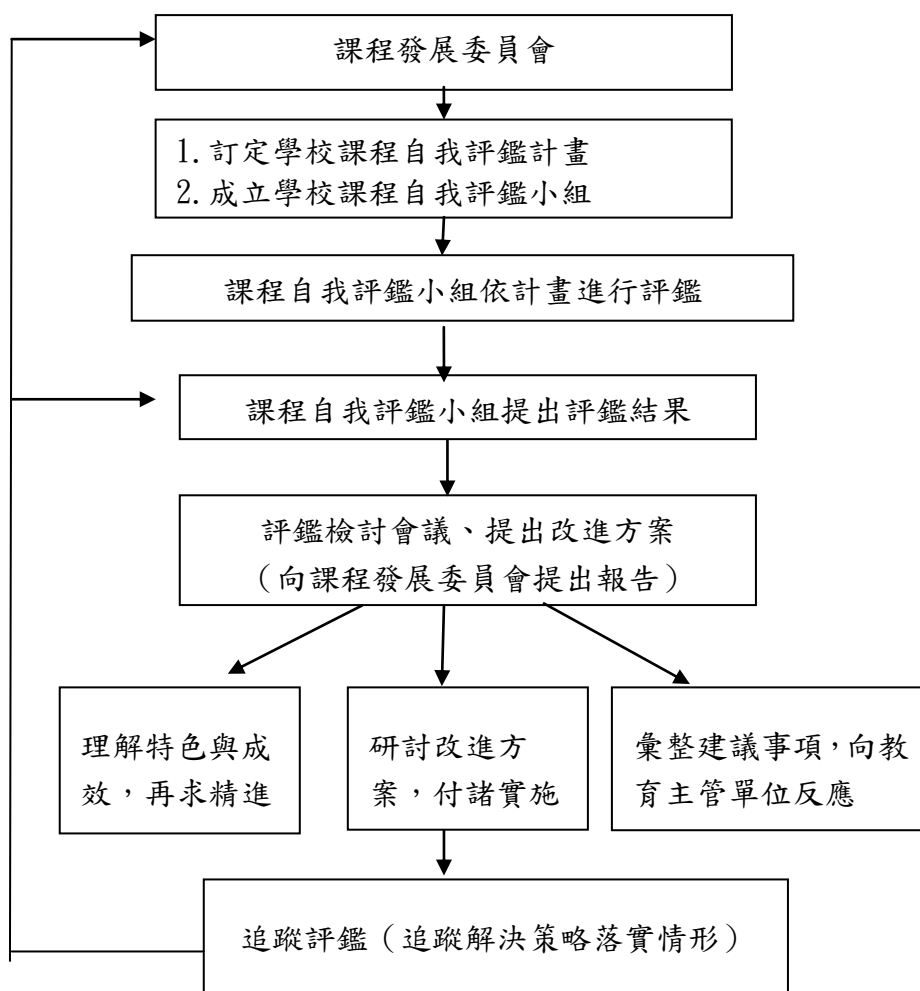 課程發展委員會
1.訂定學校課程自我評鑑計畫
2.成立學校課程自我評鑑小組
課程自我評鑑小組依計畫進行評鑑
課程自我評鑑小組提出評鑑結果
評鑑檢討會議、提出改進方案
（向課程發展委員會提出報告）
理解特色與成
效，再求精進
研討改進方
案，付諸實施
彙整建議事項，向教
育主管單位反應
追蹤評鑑（追蹤解決策略落實情形）